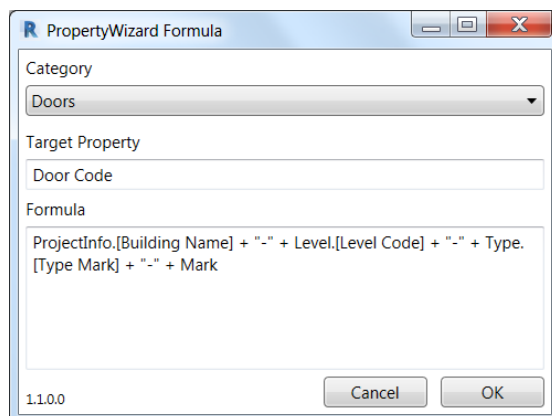 PropertyWizard Formula
Category
Doors
Target Property
Door Code
Formula
ProjectInfo.[Building Name] + "-" + Level.[Level Code] + "-" + Type.
[Type Mark] + "-" + Mark
1.1.0.0
Cancel
OK